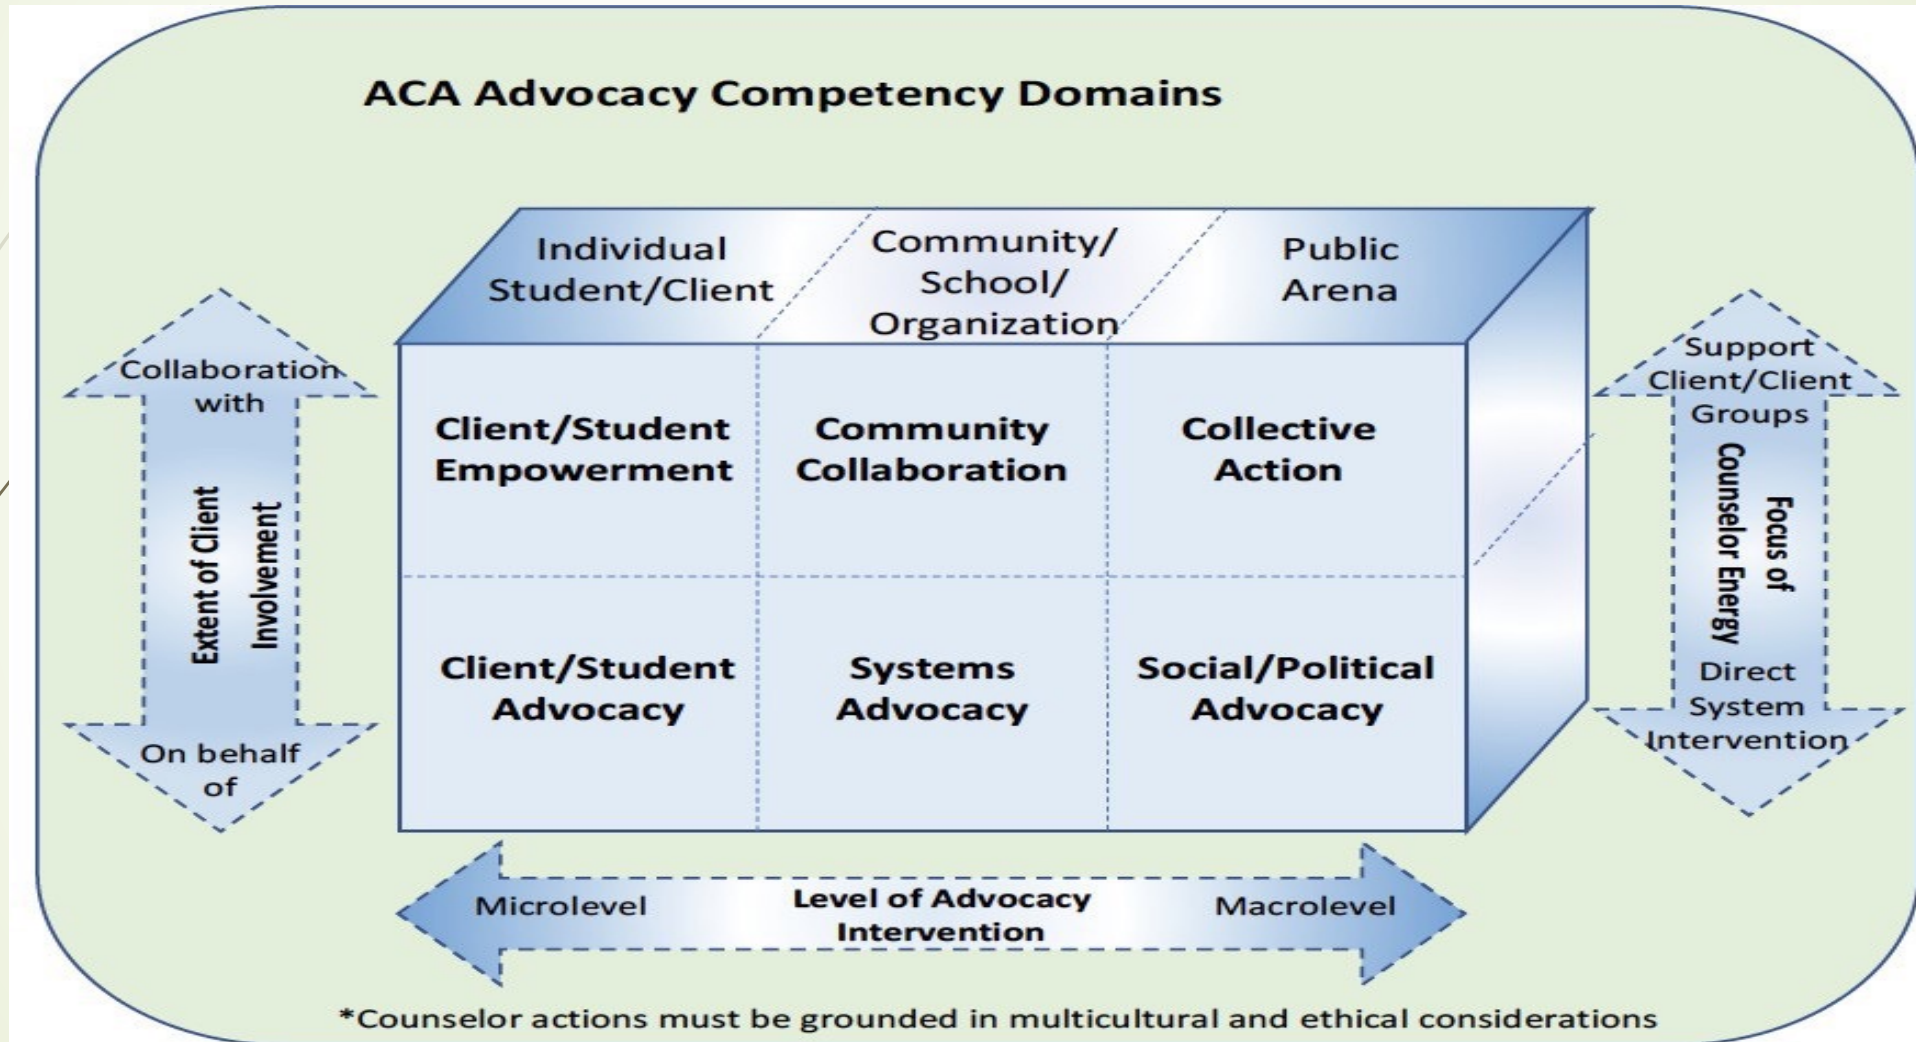 ACA Advocacy Competency Domains
Individual
Student/Client
Community/
School/
Organization
Public
Arena
Collaboration
with
Extent of Client
Involvement
On behalf
of
Client/Student
Empowerment
Community
Collaboration
Collective
Action
Client/Student
Advocacy
Systems
Advocacy
Social/Political
Advocacy
Support
Client/Client
Groups
Focus of
Counselor Energy
Direct
System
Intervention
Microlevel
Level of Advocacy
Intervention
Macrolevel
*Counselor actions must be grounded in multicultural and ethical considerations